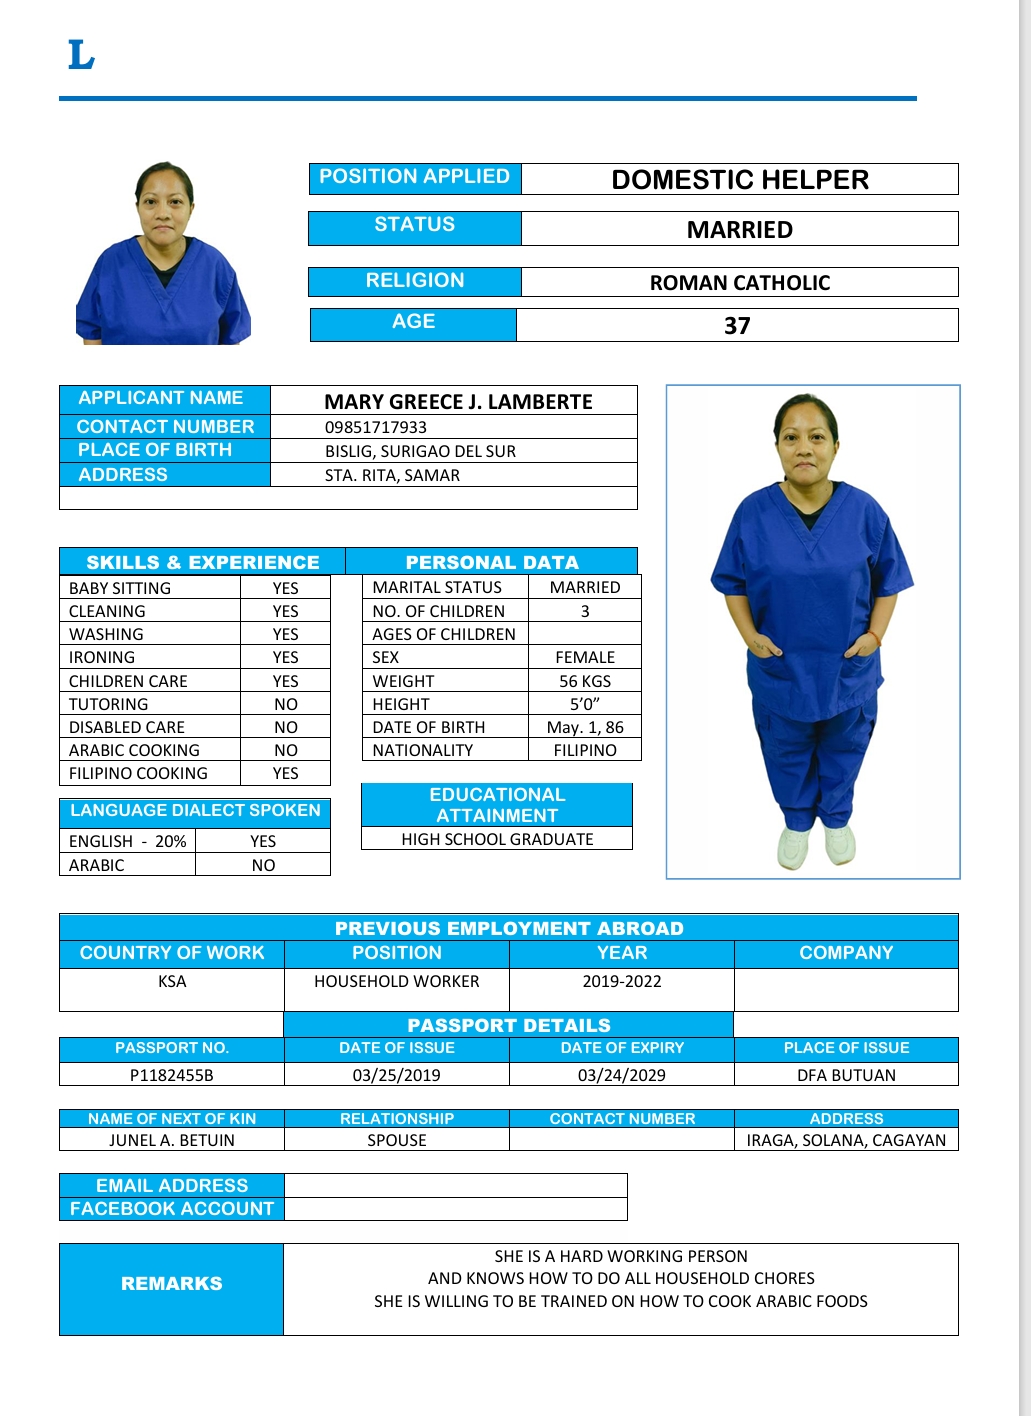 L
POSITION APPLIED DOMESTIC HELPER
STATUS MARRIED
RELIGION ROMAN CATHOLIC
AGE 37
APPLICANT NAME MARY GREECE J. LAMBERTE
CONTACT NUMBER 09851717933
PLACE OF BIRTH BISLIG, SURIGAO DEL SUR
ADDRESS STA. RITA, SAMAR
SKILLS & EXPERIENCE PERSONAL DATA
BABY SITTING YES MARITAL STATUS MARRIED
CLEANING YES NO. OF CHILDREN 3
WASHING YES AGES OF CHILDREN
IRONING YES SEX FEMALE
CHILDREN CARE YES WEIGHT 56 KGS
TUTORING NO HEIGHT 5’0”
DISABLED CARE NO DATE OF BIRTH May. 1, 86
ARABIC COOKING NO NATIONALITY FILIPINO
FILIPINO COOKING YES
LANGUAGE DIALECT SPOKEN
ENGLISH - 20% YES
ARABIC NO
EDUCATIONAL
ATTAINMENT
HIGH SCHOOL GRADUATE
PREVIOUS EMPLOYMENT ABROAD
COUNTRY OF WORK POSITION YEAR COMPANY
KSA HOUSEHOLD WORKER 2019-2022
PASSPORT DETAILS
PASSPORT NO. DATE OF ISSUE DATE OF EXPIRY PLACE OF ISSUE
P1182455B 03/25/2019 03/24/2029 DFA BUTUAN
NAME OF NEXT OF KIN RELATIONSHIP CONTACT NUMBER ADDRESS
JUNEL A. BETUIN SPOUSE IRAGA, SOLANA, CAGAYAN
EMAIL ADDRESS
FACEBOOK ACCOUNT
REMARKS
SHE IS A HARD WORKING PERSON
AND KNOWS HOW TO DO ALL HOUSEHOLD CHORES
SHE IS WILLING TO BE TRAINED ON HOW TO COOK ARABIC FOODS